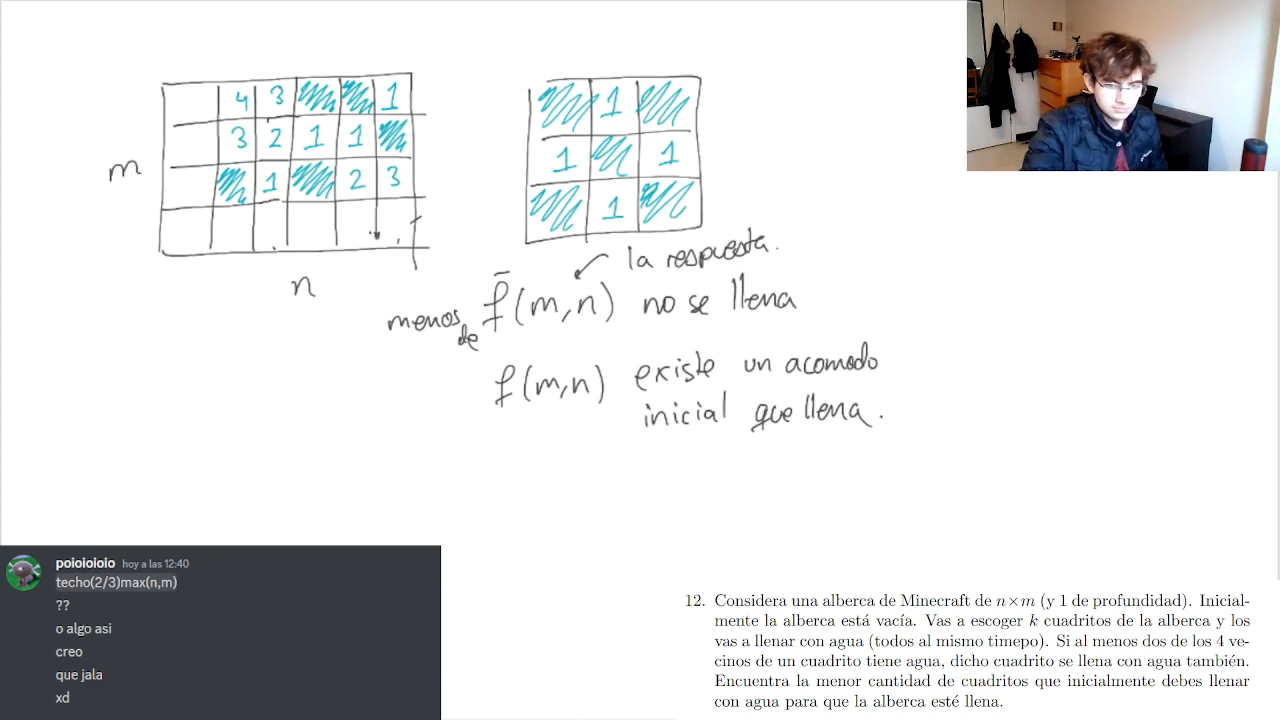 4 3 1
3 2 1 1
1 2 3
m
n
1
1 1
1
la respuesta.
menos de f̄(m,n) no se llena
f(m,n) existe un acomodo
inicial que llena.
poloioioio hoy a las 12:40
techo(2/3)max(n,m)
??
o algo asi
creo
que jala
xd
12. Considera una alberca de Minecraft de n×m (y 1 de profundidad). Inicial-
mente la alberca está vacía. Vas a escoger k cuadritos de la alberca y los
vas a llenar con agua (todos al mismo timepo). Si al menos dos de los 4 ve-
cinos de un cuadrito tiene agua, dicho cuadrito se llena con agua también.
Encuentra la menor cantidad de cuadritos que inicialmente debes llenar
con agua para que la alberca esté llena.